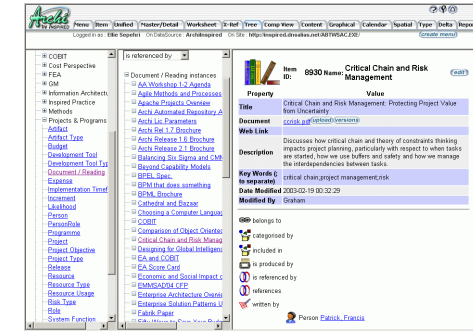 Archi
Menu Item Unified Master/Detail Worksheet X-Ref Tree Comp View Content Graphical Calendar Spatial Type Delta Repor
Logged in as: Ellie Sepehri On DataSource: ArchiInspired On Site: http://inspired.dmalias.net/ABTWSAC.EXE/ (create menu)
COBIT
Cost Perspective
FEA
GM
Information Architectu
Inspired Practice
Methods
Projects & Programs
Artifact
Artifact Type
Budget
Development Tool
Development Tool Typ
Document / Reading
Expense
Implementation Timef
Increment
Likelihood
Person
PersonRole
Programme
Project
Project Objective
Project Type
Release
Resource
Resource Type
Resource Usage
Risk Type
Role
System Function
is referenced by
Document / Reading instances
AA Workshop 1-2 Agenda
Agile Methods and Processes
Apache Projects Overview
Archi Automated Repository A
Archi Lic Parameters
Archi Rel 1.7 Brochure
Archi Release 1.6 Brochure
Archi Release 2.1 Brochure
Balancing Six Sigma and CMM
Beyond Capability Models
BPEL Spec.
BPM that does something
BPML Brochure
Cathedral and Bazaar
Choosing a Computer Languag
COBIT
Comparison of Object Oriented
Critical Chain and Risk Manag
Designing for Global Intelligenc
EA and COBIT
EA Score Card
Economic and Social Impact o
EMMSAD'04 CFP
Enterprise Architecture Overvie
Enterprise Solution Patterns U
Fabrik Paper
Item ID: 8930 Name: Critical Chain and Risk Management (edit)
Property Value
Title Critical Chain and Risk Management: Protecting Project Value from Uncertainty
Document ccrisk.pdf (upload) (versions)
Web Link
Description Discusses how critical chain and theory of constraints thinking impacts project planning, particularly with respect to when tasks are started, how we use buffers and safety and how we manage the interdependencies between tasks.
Key Words (; to separate) critical chain;project management;risk
Date Modified 2003-02-19 00:32:29
Modified By Graham
belongs to
categorised by
included in
is produced by
is referenced by
references
written by
Person Patrick, Francis